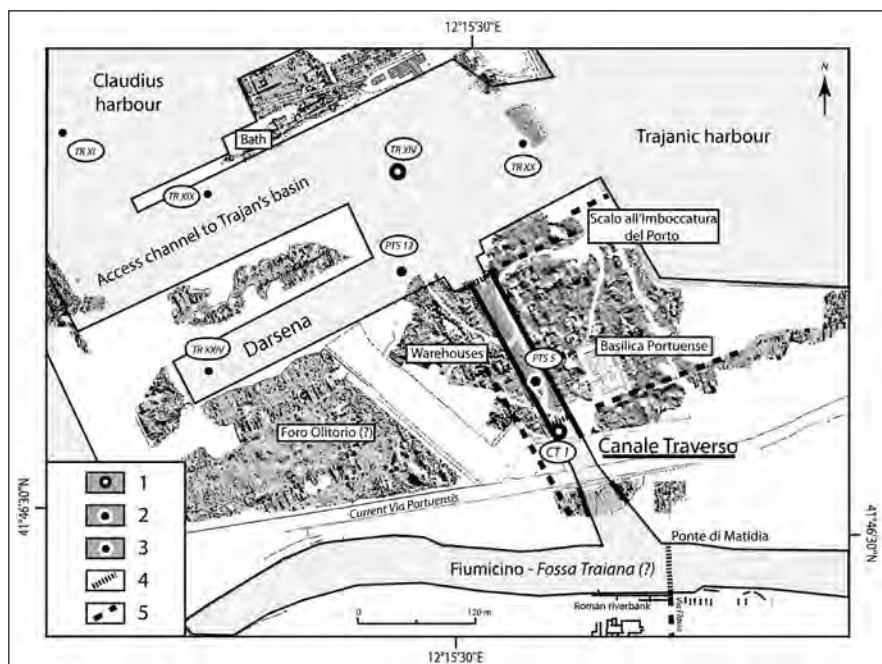 12°15'30"E
N
Claudius
harbour
Trajanic harbour
Bath
TR XI
TR XIV
TR XX
TR XIX
Access channel to Trajan's basin
Scalo all'Imboccatura
del Porto
PTS 13
Darsena
TR XXIV
Warehouses
PTS 5
Basilica Portuense
Foro Olitorio (?)
CT 1
Canale Traverso
1
2
3
4
5
41°46'30"N
Current Via Portuensis
41°46'30"N
Ponte di Matidia
Fiumicino - Fossa Traiana (?)
Roman riverbank
Via Flavia
0
120 m
12°15'30"E